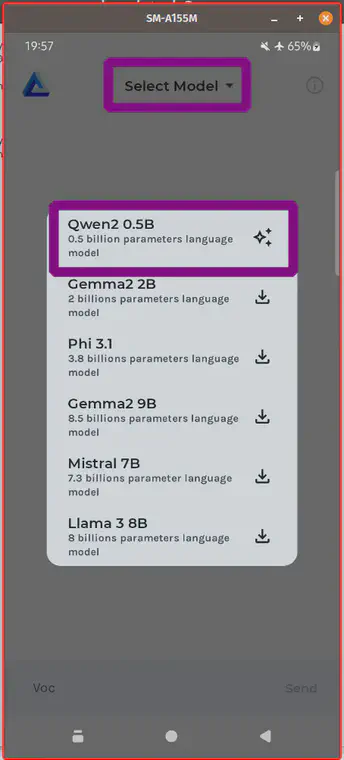 SM-A155M
19:57
65%
Select Model
Qwen2 0.5B
0.5 billion parameters language
model
Gemma2 2B
2 billions parameters language
model
Phi 3.1
3.8 billions parameters language
model
Gemma2 9B
8.5 billions parameters language
model
Mistral 7B
7.3 billions parameter language
model
Llama 3 8B
8 billions parameters language
model
Voc
Send